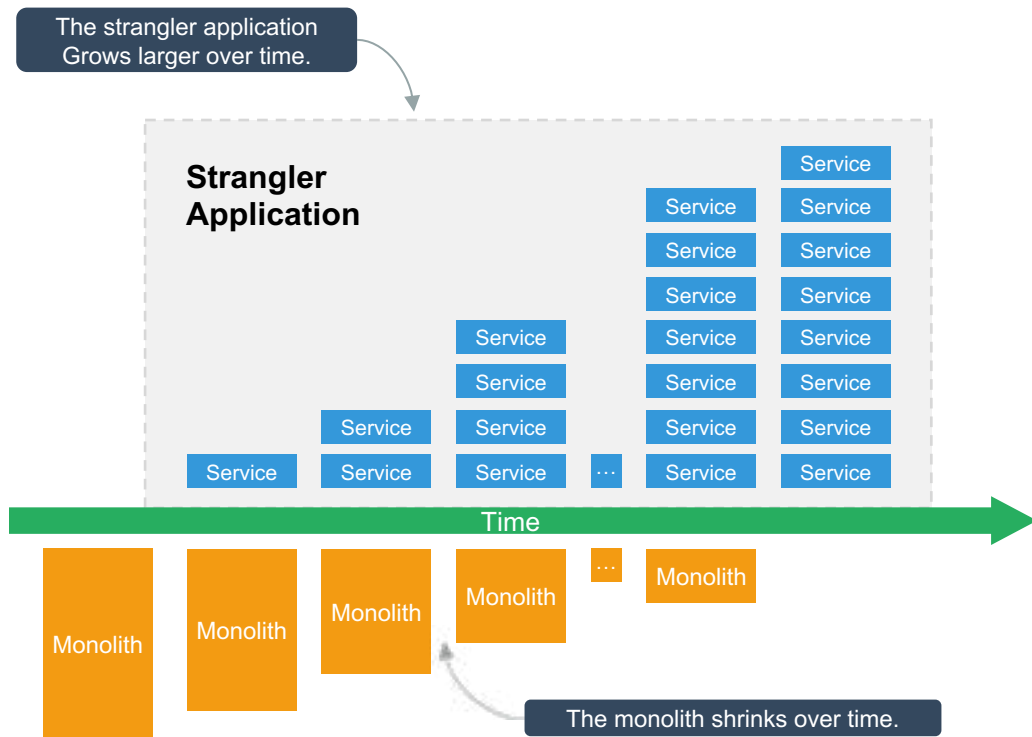 The strangler application
Grows larger over time.
Strangler
Application
Service
Service Service
Service Service
Service Service
Service Service Service
Service Service Service
Service Service Service Service
Service Service Service ... Service Service
Time
Monolith Monolith Monolith Monolith ... Monolith
The monolith shrinks over time.